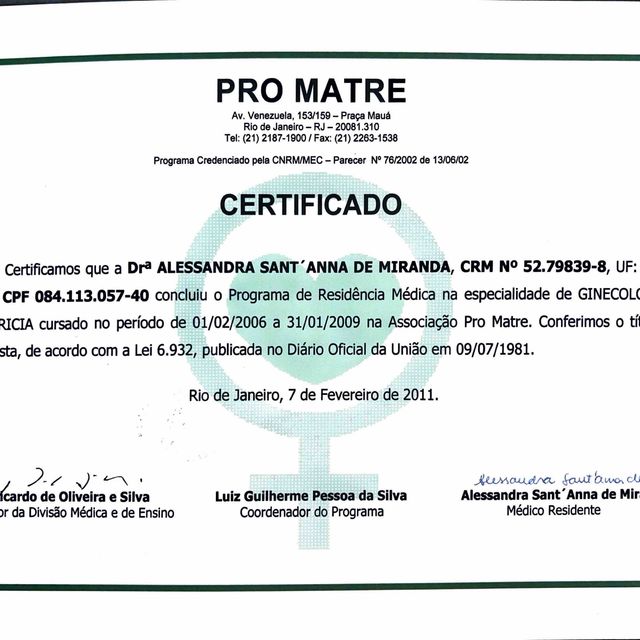 PRO MATRE
Av. Venezuela, 153/159 – Praça Mauá
Rio de Janeiro – RJ – 20081.310
Tel: (21) 2187-1900 / Fax: (21) 2263-1538
Programa Credenciado pela CNRM/MEC – Parecer Nº 76/2002 de 13/06/02
CERTIFICADO
Certificamos que a Drª ALESSANDRA SANT´ANNA DE MIRANDA, CRM Nº 52.79839-8, UF:
CPF 084.113.057-40 concluiu o Programa de Residência Médica na especialidade de GINECOLO
RICIA cursado no período de 01/02/2006 a 31/01/2009 na Associação Pro Matre. Conferimos o tí
sta, de acordo com a Lei 6.932, publicada no Diário Oficial da União em 09/07/1981.
Rio de Janeiro, 7 de Fevereiro de 2011.
Alessandra Sant'anna de
icardo de Oliveira e Silva Luiz Guilherme Pessoa da Silva Alessandra Sant´Anna de Mira
or da Divisão Médica e de Ensino Coordenador do Programa Médico Residente